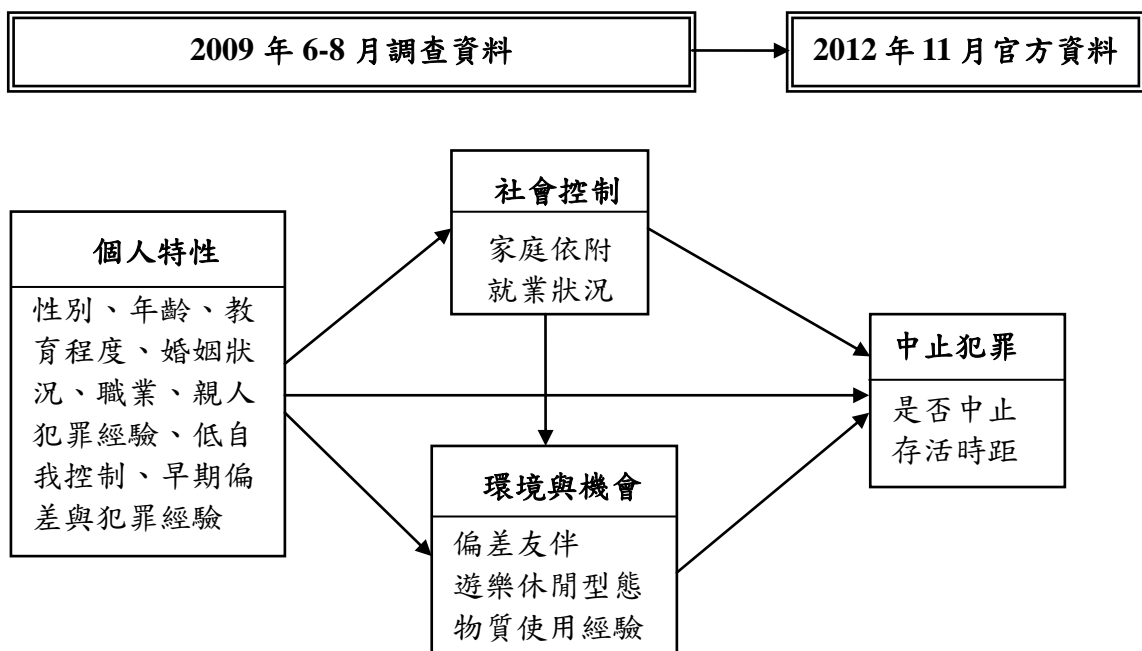 2009 年 6-8 月調查資料
2012 年 11 月官方資料
社會控制
家庭依附
就業狀況
個人特性
性別、年齡、教
育程度、婚姻狀
況、職業、親人
犯罪經驗、低自
我控制、早期偏
差與犯罪經驗
中止犯罪
是否中止
存活時距
環境與機會
偏差友伴
遊樂休閒型態
物質使用經驗